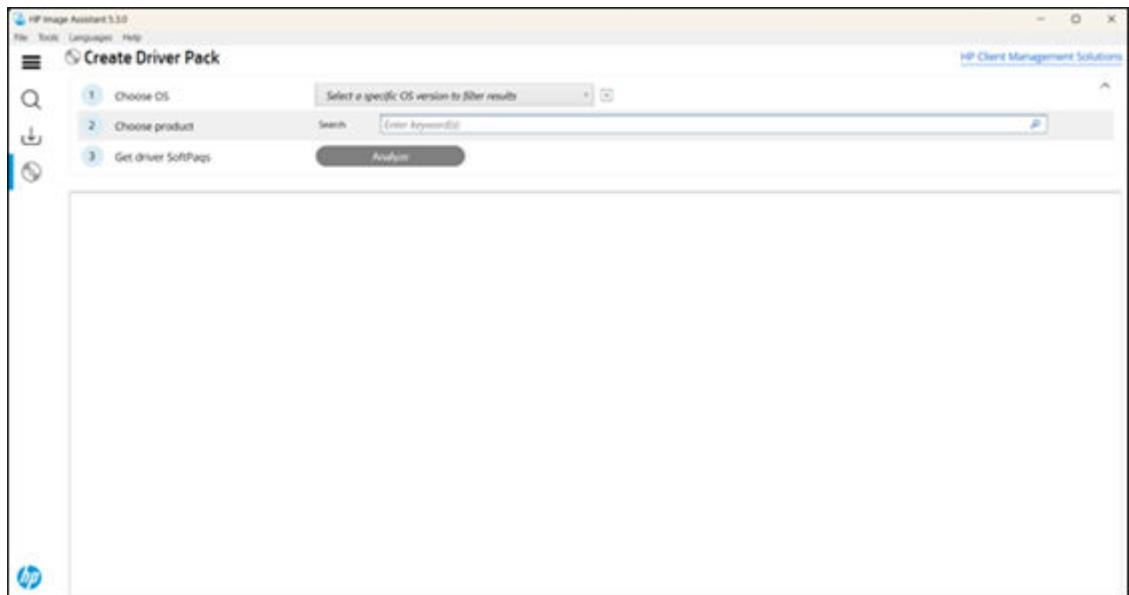 HP Image Assistant 5.3.0
File Tools Languages Help
Create Driver Pack
HP Client Management Solutions
1 Choose OS Select a specific OS version to filter results
2 Choose product Search Enter keyword(s)
3 Get driver SoftPaqs Analyze
hp